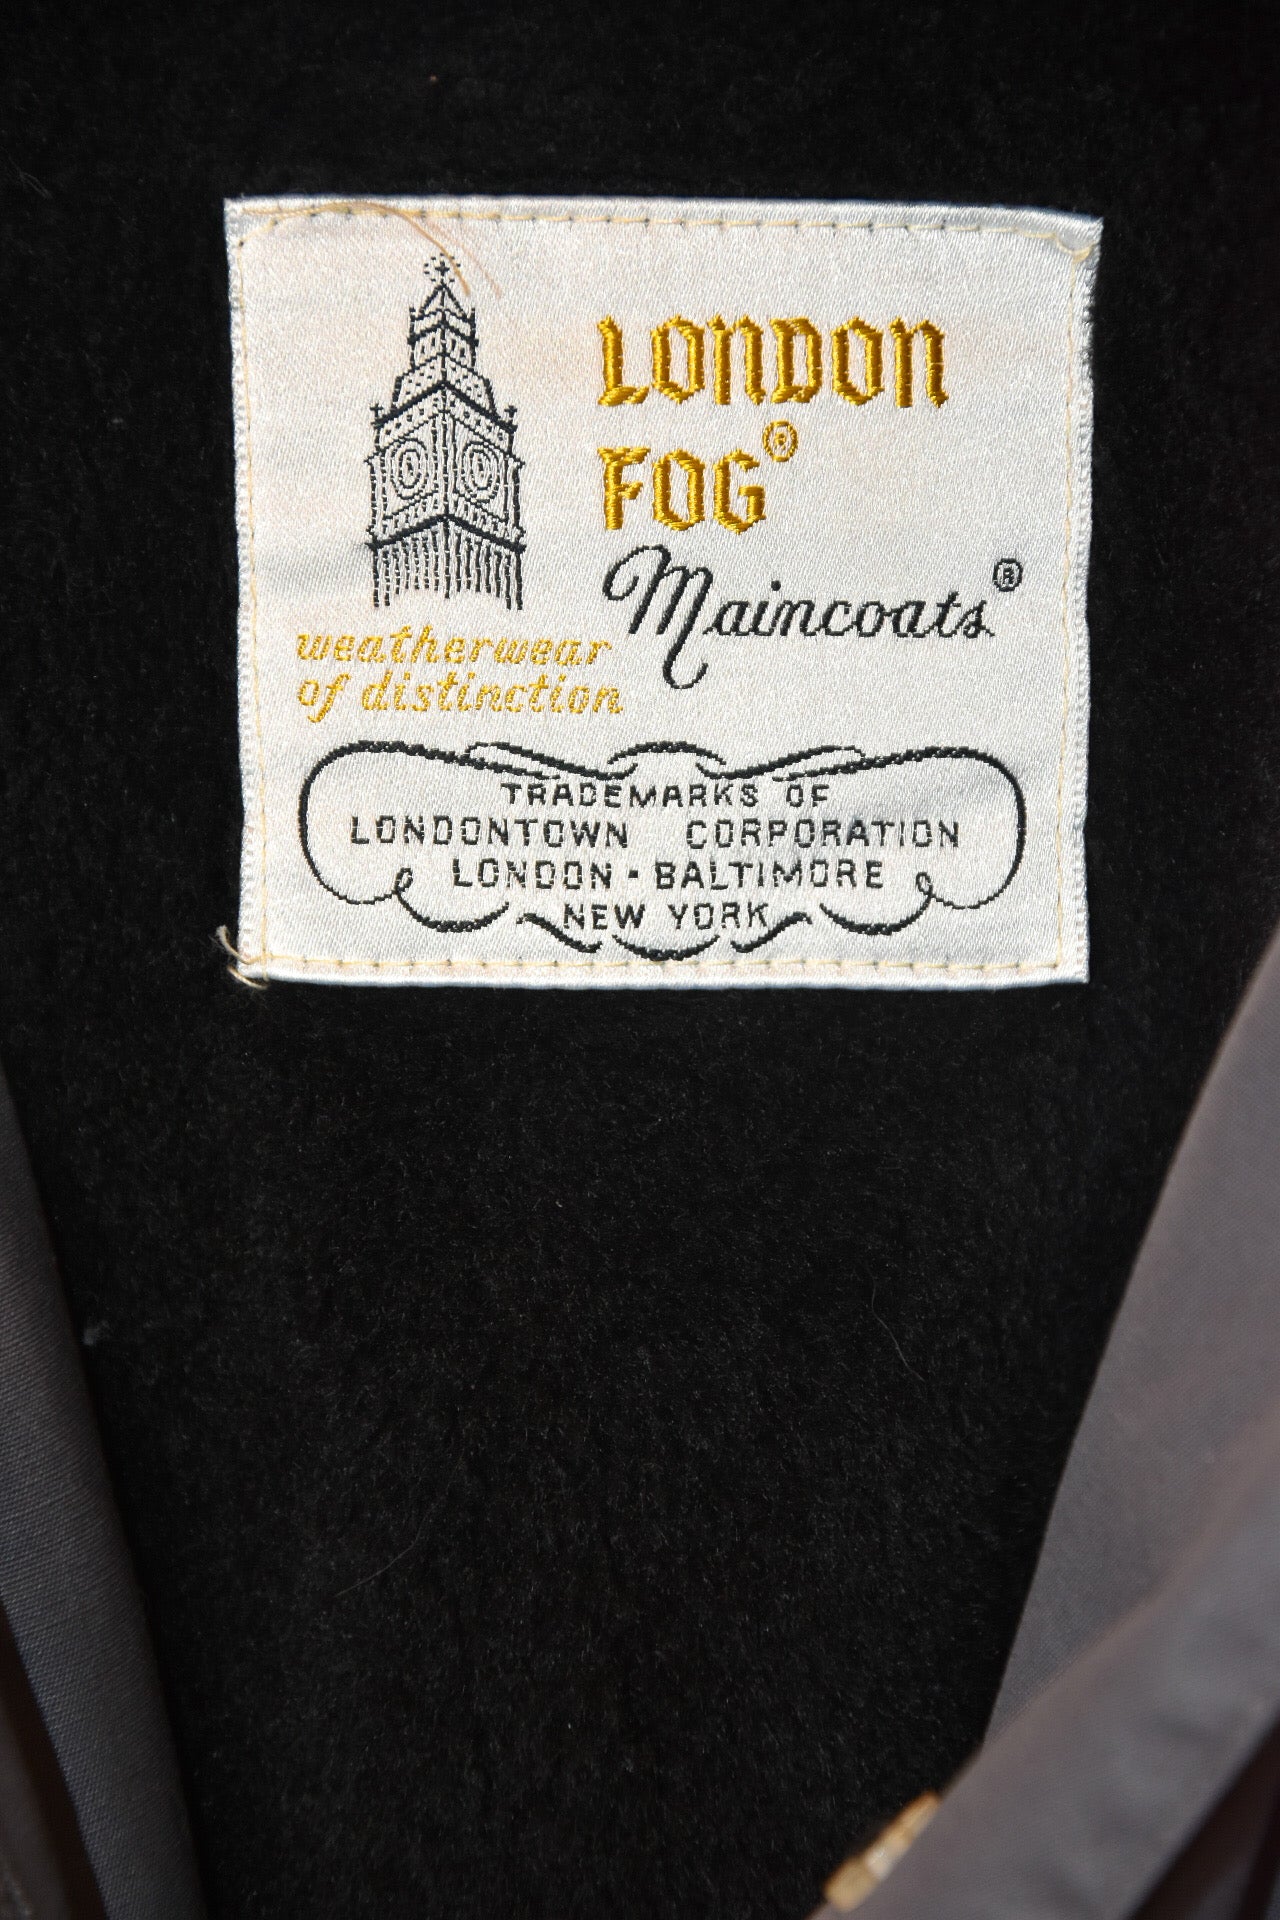 LONDON
FOG®
Maincoats®
weatherwear
of distinction
TRADEMARKS OF
LONDONTOWN CORPORATION
LONDON · BALTIMORE
NEW YORK